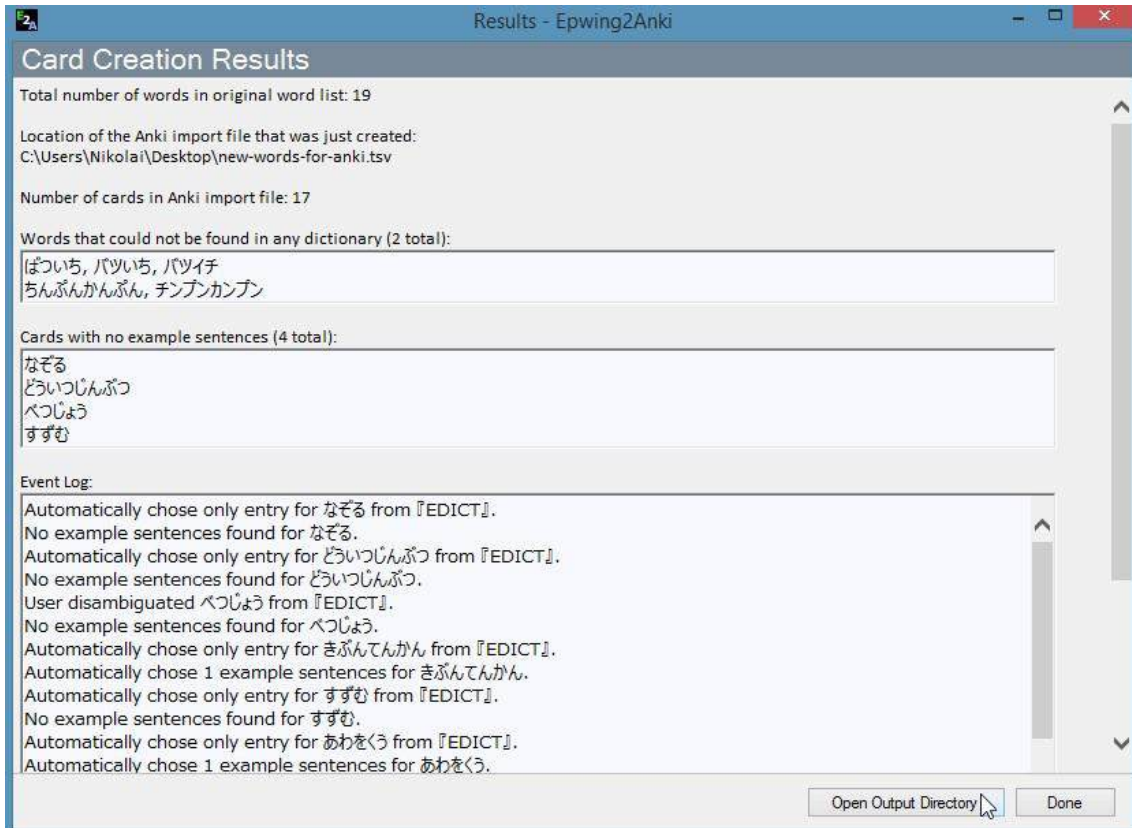 E2A
Results - Epwing2Anki
Card Creation Results
Total number of words in original word list: 19
Location of the Anki import file that was just created:
C:\Users\Nikolai\Desktop\new-words-for-anki.tsv
Number of cards in Anki import file: 17
Words that could not be found in any dictionary (2 total):
ばついち, バツいち, バツイチ
ちんぷんかんぷん, チンプンカンプン
Cards with no example sentences (4 total):
なぞる
どういつじんぶつ
べつじょう
すずむ
Event Log:
Automatically chose only entry for なぞる from『EDICT』.
No example sentences found for なぞる.
Automatically chose only entry for どういつじんぶつ from『EDICT』.
No example sentences found for どういつじんぶつ.
User disambiguated べつじょう from『EDICT』.
No example sentences found for べつじょう.
Automatically chose only entry for きぶんてんかん from『EDICT』.
Automatically chose 1 example sentences for きぶんてんかん.
Automatically chose only entry for すずむ from『EDICT』.
No example sentences found for すずむ.
Automatically chose only entry for あわをくう from『EDICT』.
Automatically chose 1 example sentences for あわをくう.
Open Output Directory
Done